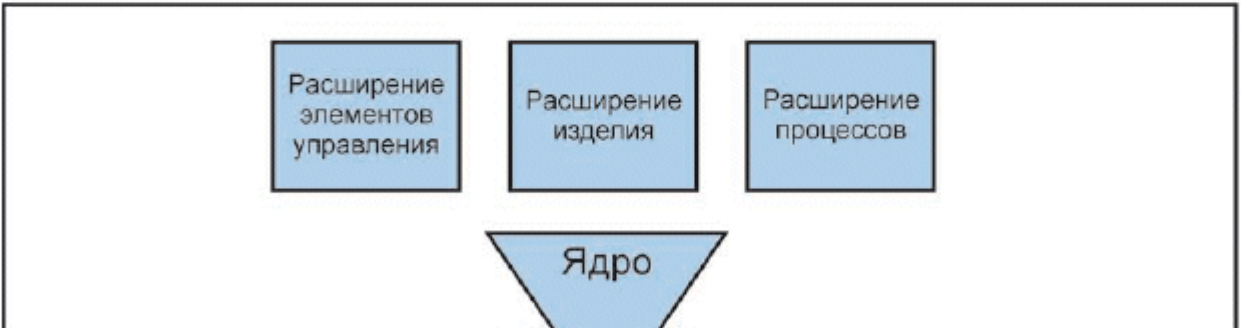 Расширение
элементов
управления
Расширение
изделия
Расширение
процессов
Ядро